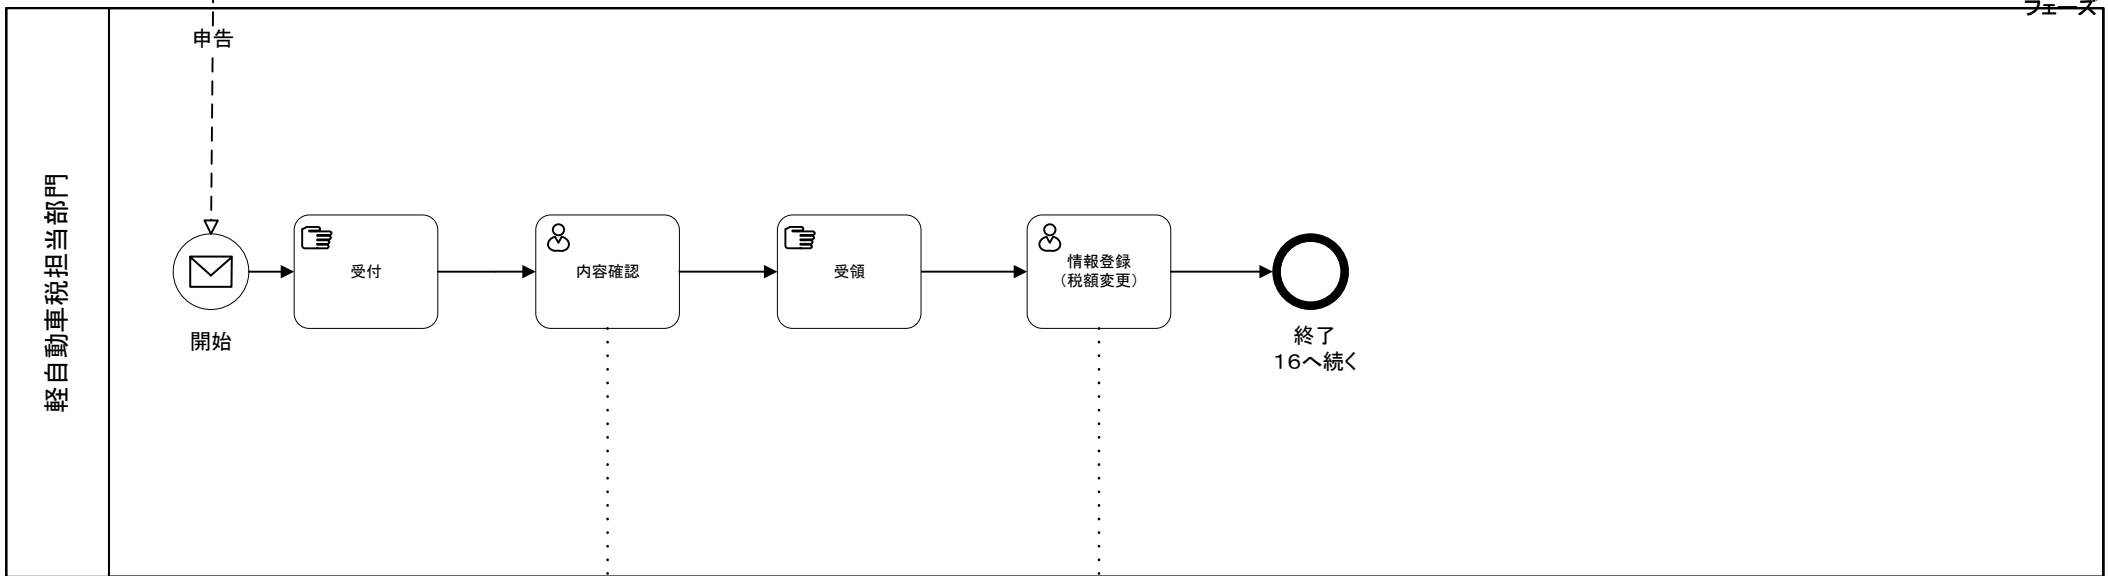 フェーズ
申告
軽自動車税担当部門
受付
内容確認
受領
情報登録
（税額変更）
開始
終了
16へ続く